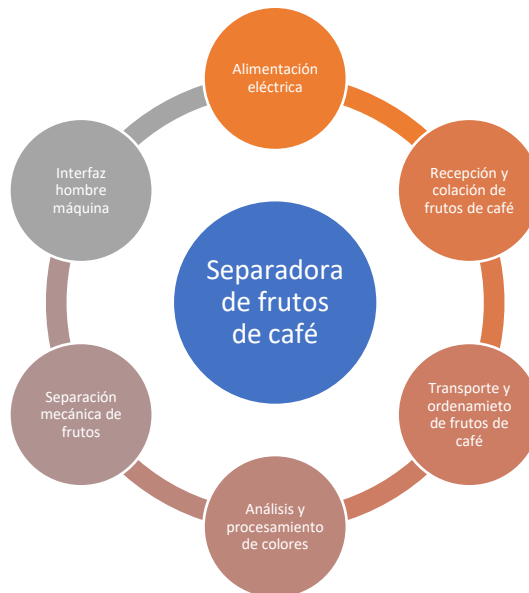 Alimentación
eléctrica
Recepción y
colación de
frutos de café
Transporte y
ordenamieto
de frutos de
café
Análisis y
procesamiento
de colores
Separación
mecánica de
frutos
Interfaz
hombre
máquina
Separadora
de frutos
de café